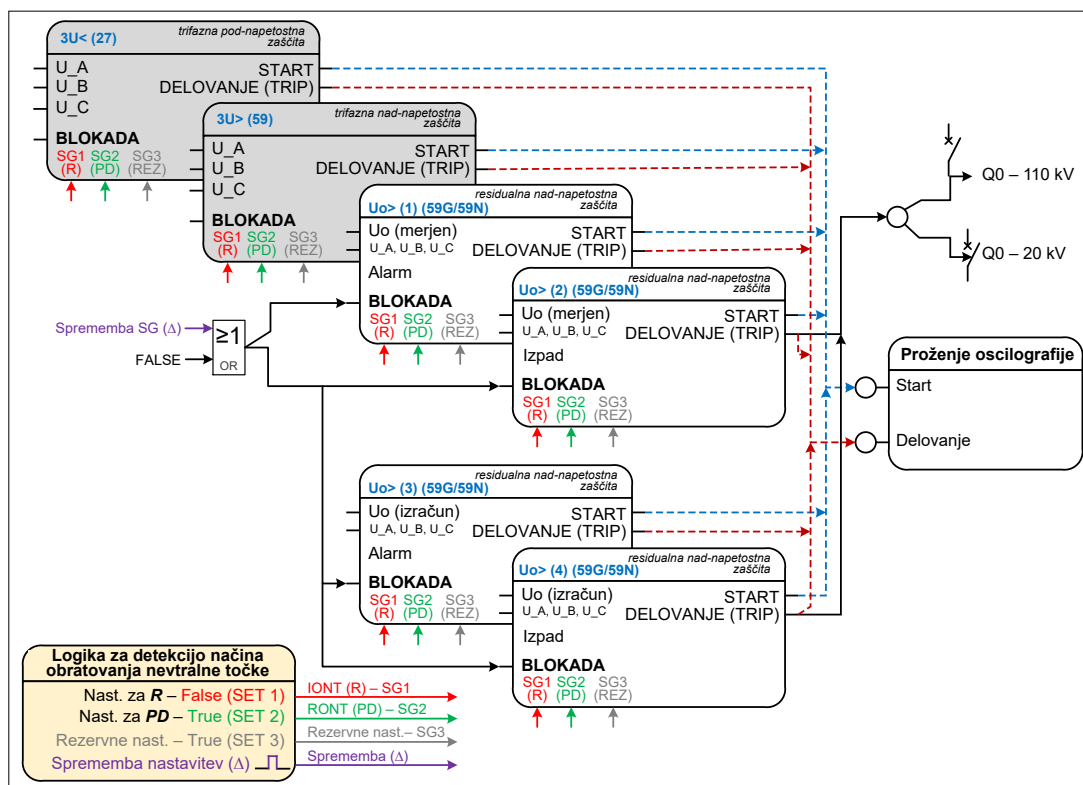 3U< (27)
trifazna pod-napetostna
zaščita
U_A
U_B
U_C
START
DELOVANJE (TRIP)
BLOKADA
SG1
(R)
SG2
(PD)
SG3
(REZ)
3U> (59)
trifazna nad-napetostna
zaščita
U_A
U_B
U_C
START
DELOVANJE (TRIP)
BLOKADA
SG1
(R)
SG2
(PD)
SG3
(REZ)
residualna nad-napetostna
zaščita
Uo> (1) (59G/59N)
Uo (merjen)
U_A, U_B, U_C
START
DELOVANJE (TRIP)
Alarm
BLOKADA
SG1
(R)
SG2
(PD)
SG3
(REZ)
residualna nad-napetostna
zaščita
Uo> (2) (59G/59N)
Uo (merjen)
U_A, U_B, U_C
START
DELOVANJE (TRIP)
Izpad
BLOKADA
SG1
(R)
SG2
(PD)
SG3
(REZ)
Q0 – 110 kV
Q0 – 20 kV
Sprememba SG (Δ)
FALSE
≥1
OR
Proženje oscilografije
Start
Delovanje
residualna nad-napetostna
zaščita
Uo> (3) (59G/59N)
Uo (izračun)
U_A, U_B, U_C
START
DELOVANJE (TRIP)
Alarm
BLOKADA
SG1
(R)
SG2
(PD)
SG3
(REZ)
residualna nad-napetostna
zaščita
Uo> (4) (59G/59N)
Uo (izračun)
U_A, U_B, U_C
START
DELOVANJE (TRIP)
Izpad
BLOKADA
SG1
(R)
SG2
(PD)
SG3
(REZ)
Logika za detekcijo načina
obratovanja nevtralne točke
Nast. za R – False (SET 1)
IONT (R) – SG1
Nast. za PD – True (SET 2)
RONT (PD) – SG2
Rezervne nast. – True (SET 3)
Rezervne nast.– SG3
Sprememba nastavitev (Δ)
Sprememba (Δ)